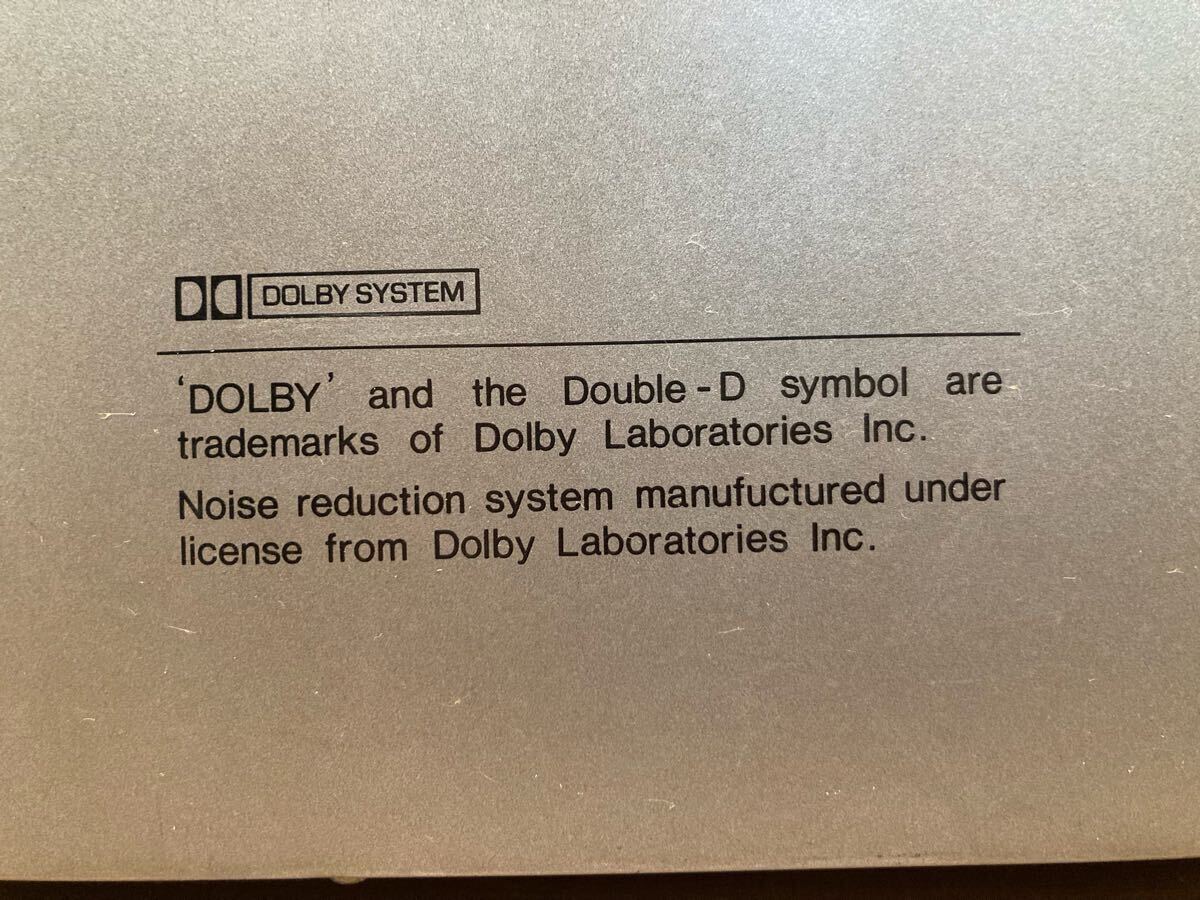 DOLBY SYSTEM
'DOLBY' and the Double-D symbol are
trademarks of Dolby Laboratories Inc.
Noise reduction system manufuctured under
license from Dolby Laboratories Inc.